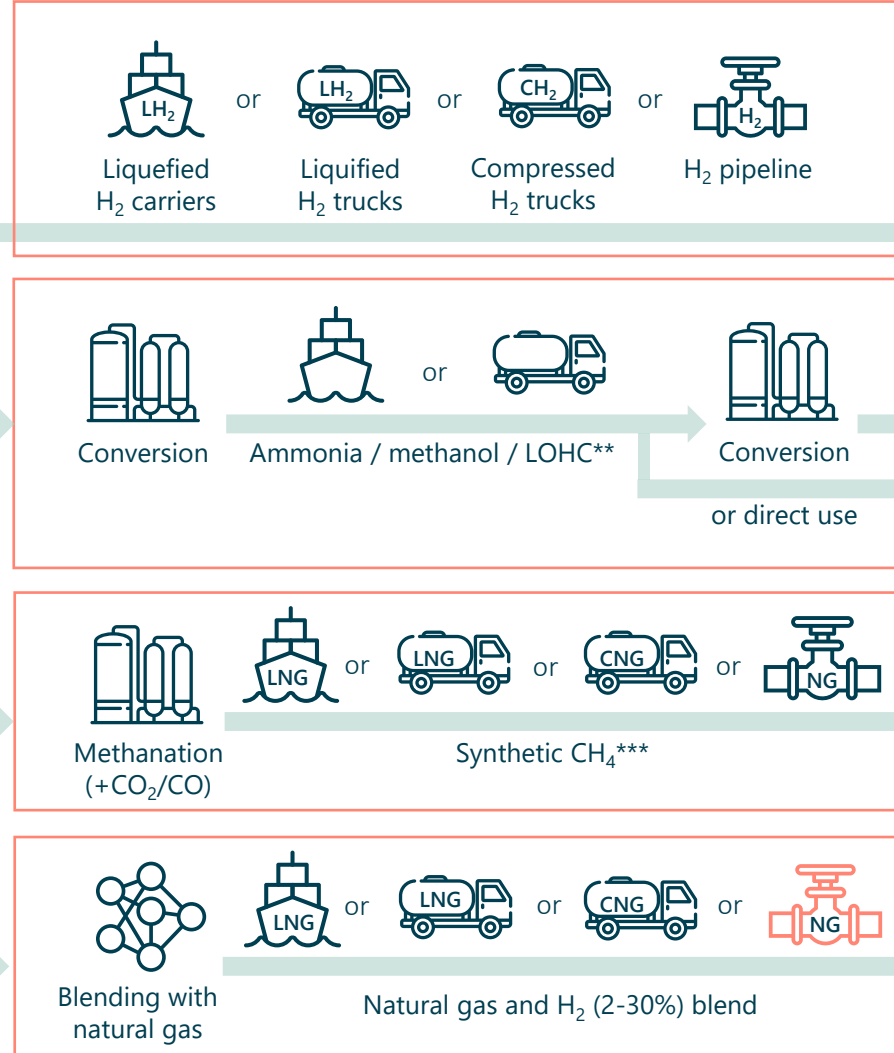 LH₂ or LH₂ or CH₂ or H₂
Liquefied
H₂ carriers
Liquified
H₂ trucks
Compressed
H₂ trucks
H₂ pipeline
or
Conversion
Ammonia / methanol / LOHC**
Conversion
or direct use
LNG or LNG or CNG or NG
Methanation
(+CO₂/CO)
Synthetic CH₄***
LNG or LNG or CNG or NG
Blending with
natural gas
Natural gas and H₂ (2-30%) blend